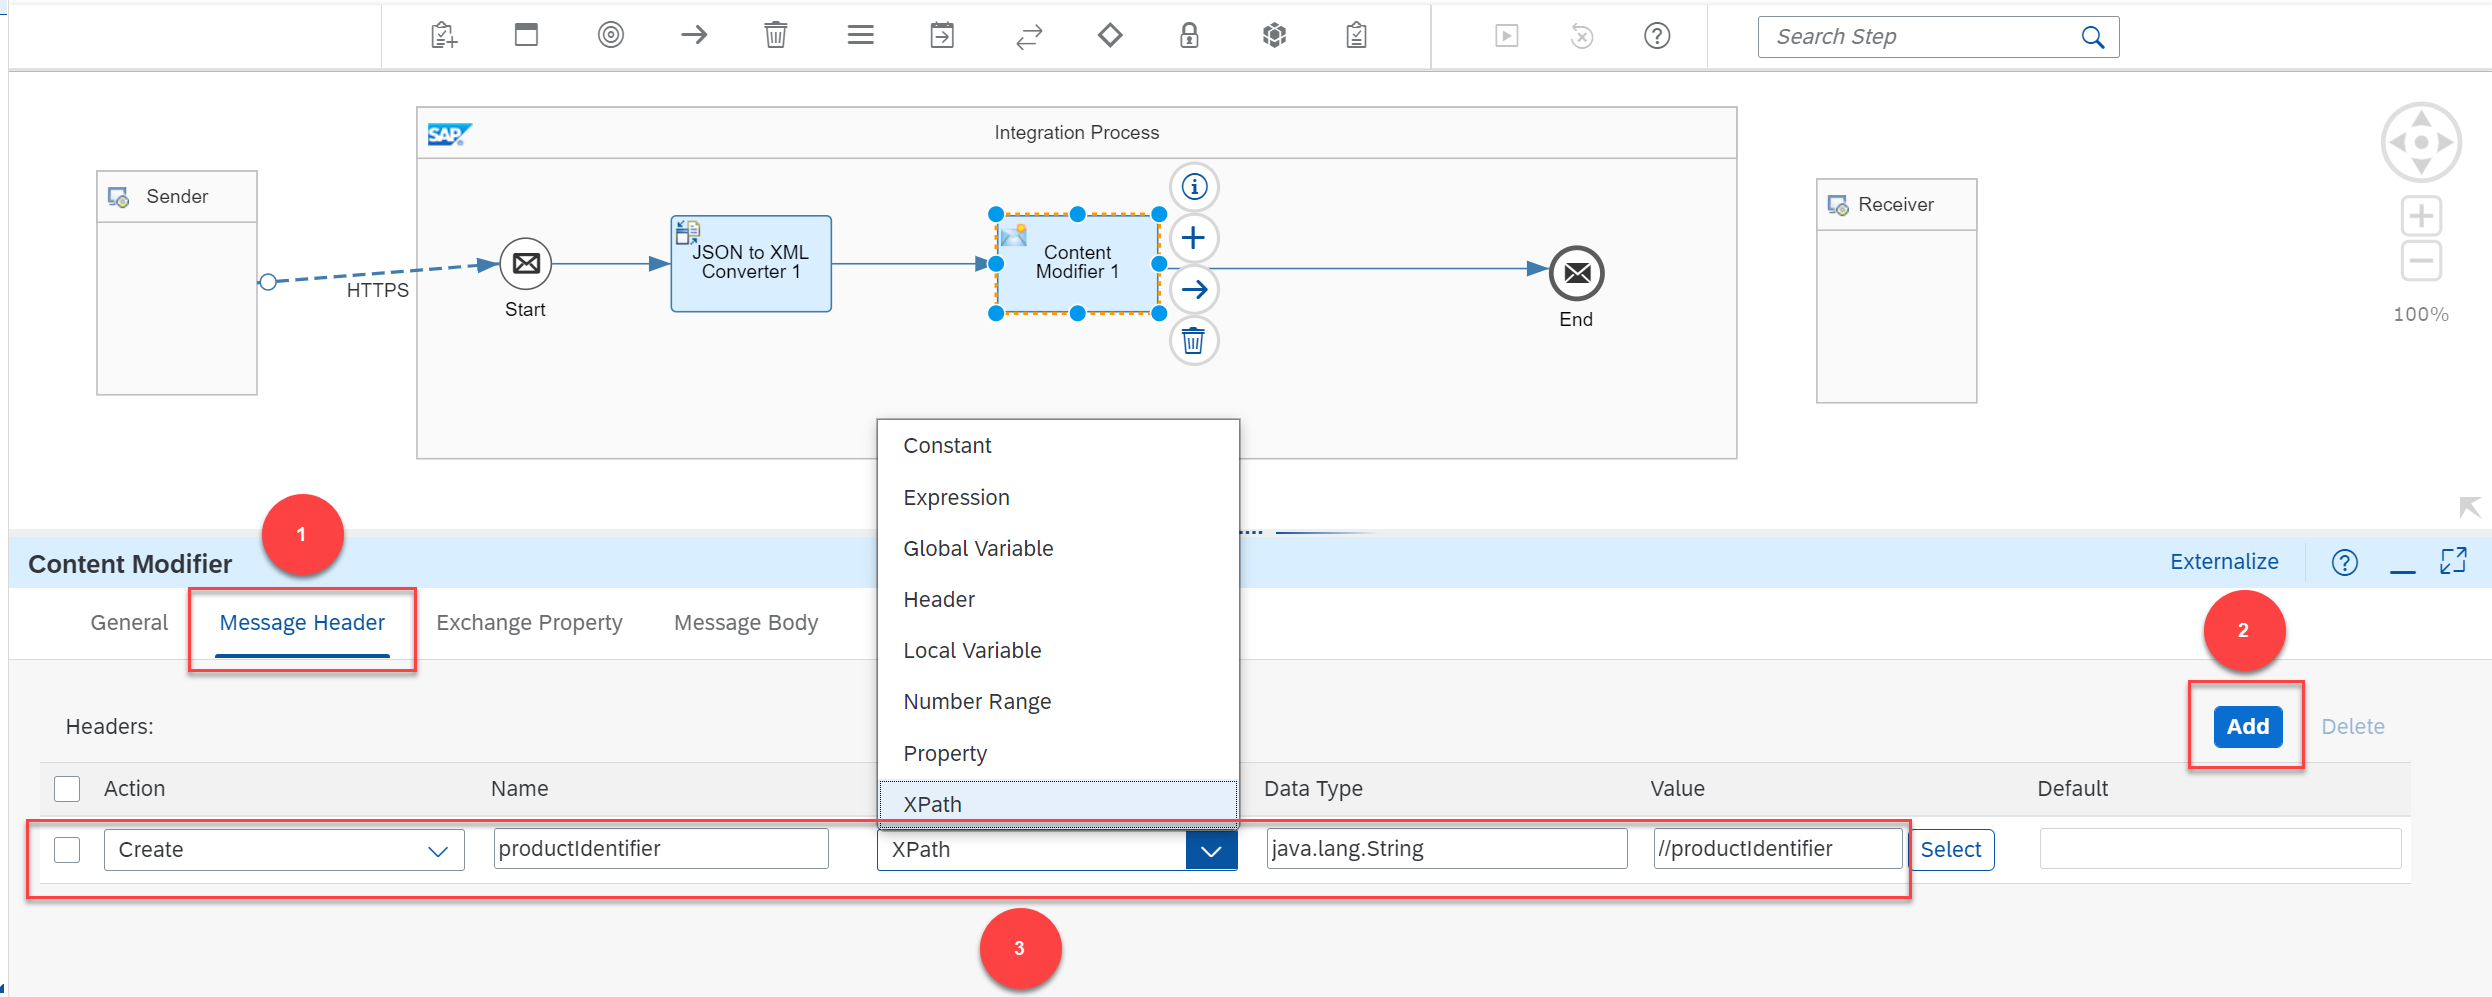 Search Step
SAP
Integration Process
Sender
Receiver
JSON to XML
Converter 1
Content
Modifier 1
HTTPS
Start
End
100%
Constant
Expression
Global Variable
Header
Local Variable
Number Range
Property
XPath
1
Content Modifier
Externalize
General
Message Header
Exchange Property
Message Body
2
Headers:
Add
Delete
Action
Name
Data Type
Value
Default
Create
productIdentifier
XPath
java.lang.String
//productIdentifier
Select
3